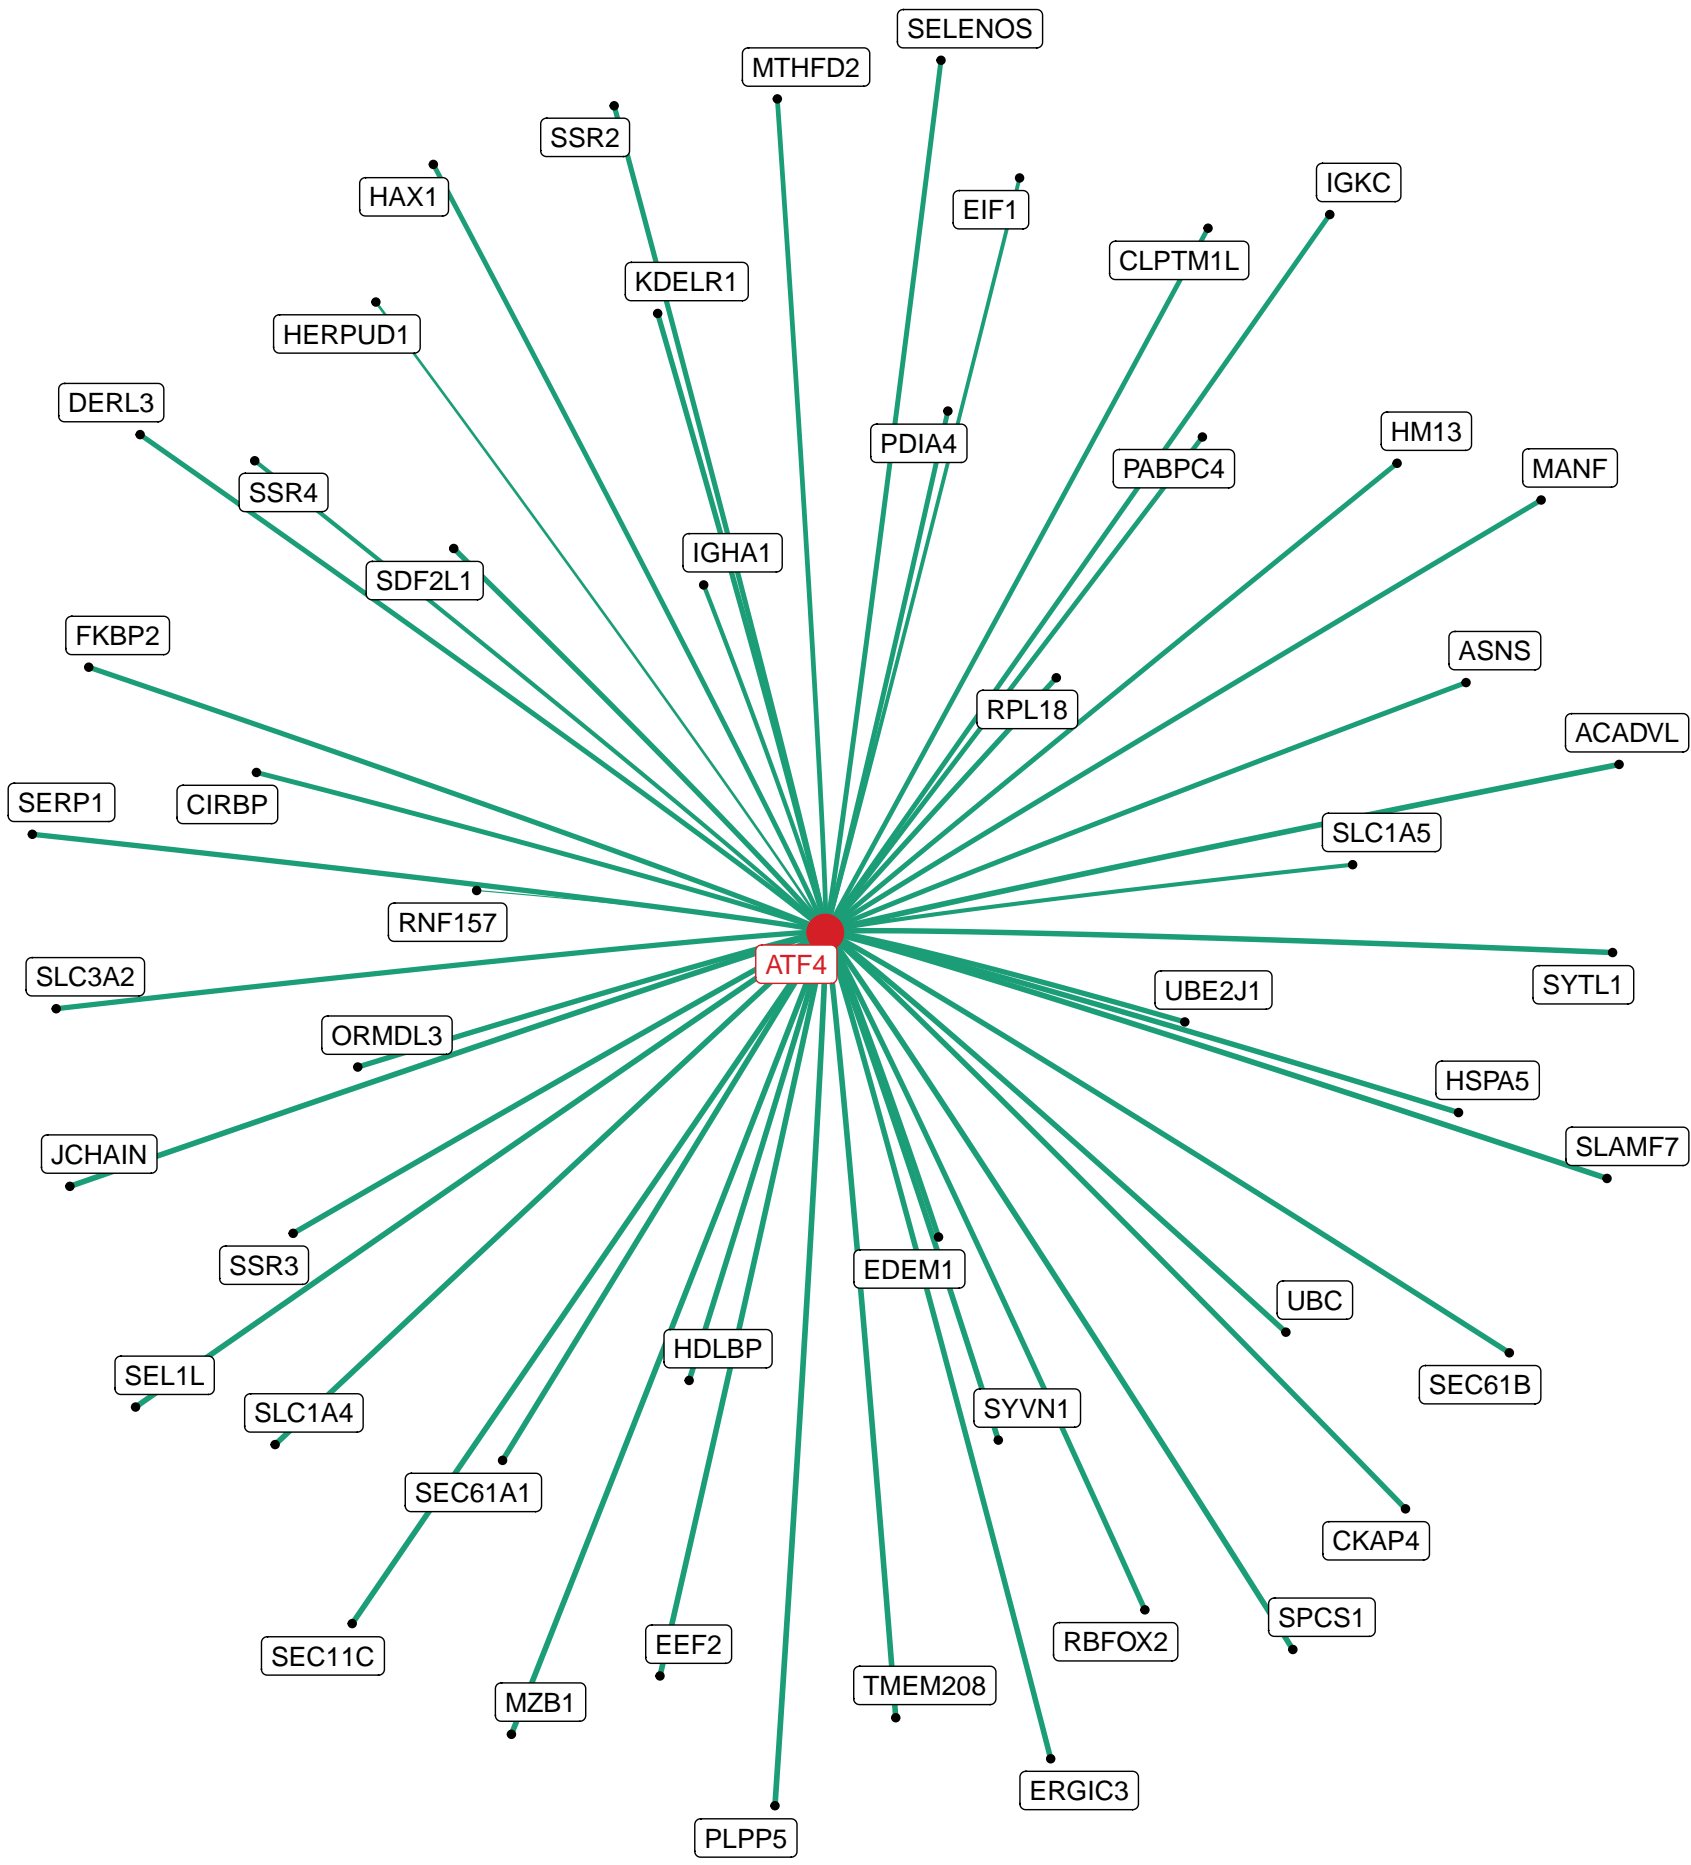 SELENOS
MTHFD2
SSR2
IGKC
HAX1
EIF1
CLPTM1L
KDELR1
HERPUD1
DERL3
HM13
PDIA4
PABPC4
MANF
SSR4
IGHA1
SDF2L1
FKBP2
ASNS
RPL18
ACADVL
SERP1
CIRBP
SLC1A5
RNF157
ATF4
SLC3A2
UBE2J1
SYTL1
ORMDL3
HSPA5
SLAMF7
JCHAIN
SSR3
EDEM1
UBC
HDLBP
SEL1L
SEC61B
SYVN1
SLC1A4
SEC61A1
CKAP4
SPCS1
RBFOX2
EEF2
SEC11C
TMEM208
MZB1
ERGIC3
PLPP5